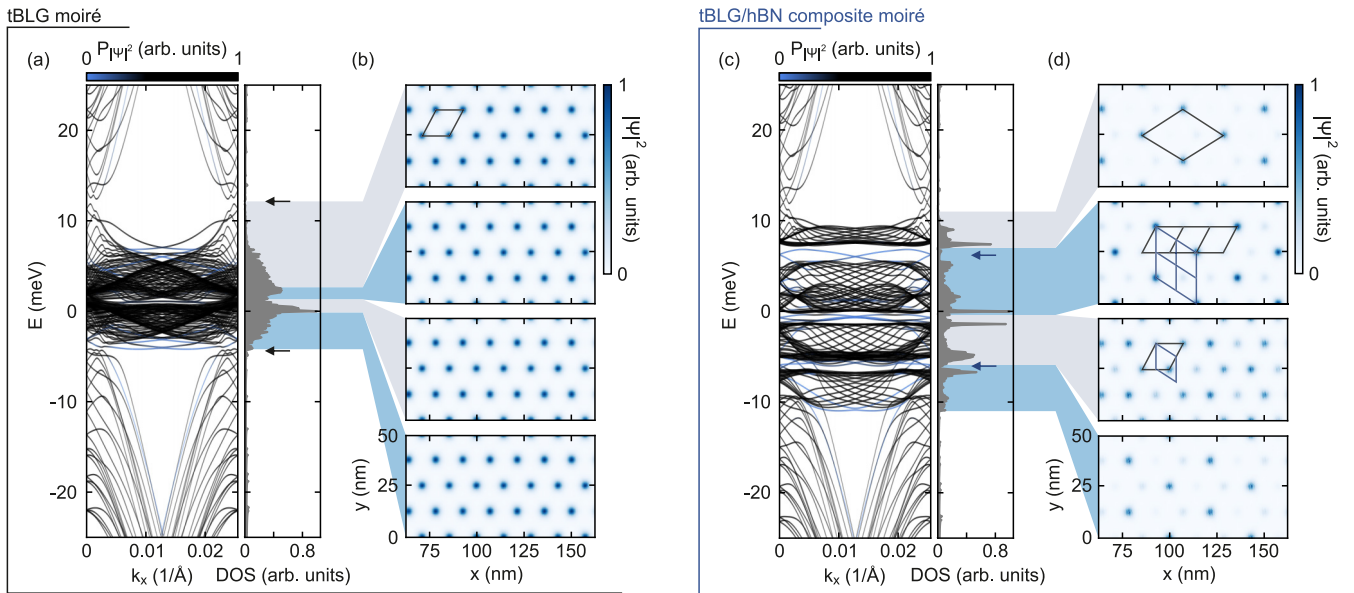 tBLG moiré
P|Ψ|² (arb. units)
(a)
0
1
(b)
20
10
0
-10
-20
E (meV)
0
0.01
0.02
kx (1/Å)
0
0.8
DOS (arb. units)
1
0
|Ψ|² (arb. units)
50
25
0
y (nm)
75
100
125
150
x (nm)
tBLG/hBN composite moiré
P|Ψ|² (arb. units)
(c)
0
1
(d)
20
10
0
-10
-20
E (meV)
0
0.01
0.02
kx (1/Å)
0
0.8
DOS (arb. units)
1
0
|Ψ|² (arb. units)
50
25
0
y (nm)
75
100
125
150
x (nm)